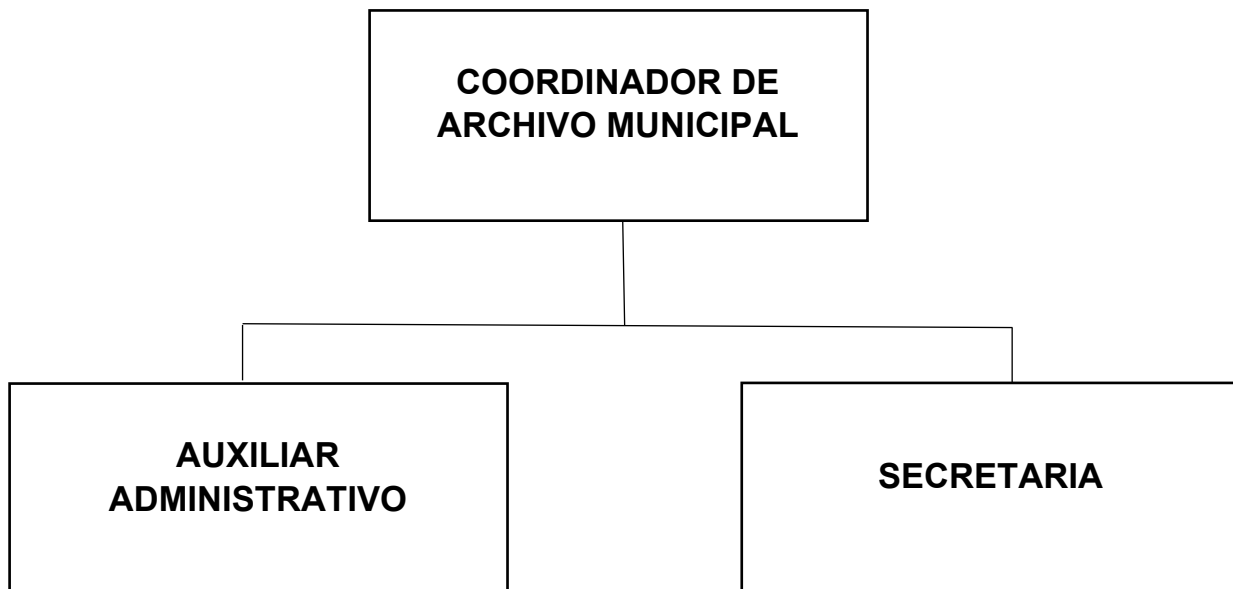 COORDINADOR DE
ARCHIVO MUNICIPAL
AUXILIAR
ADMINISTRATIVO
SECRETARIA